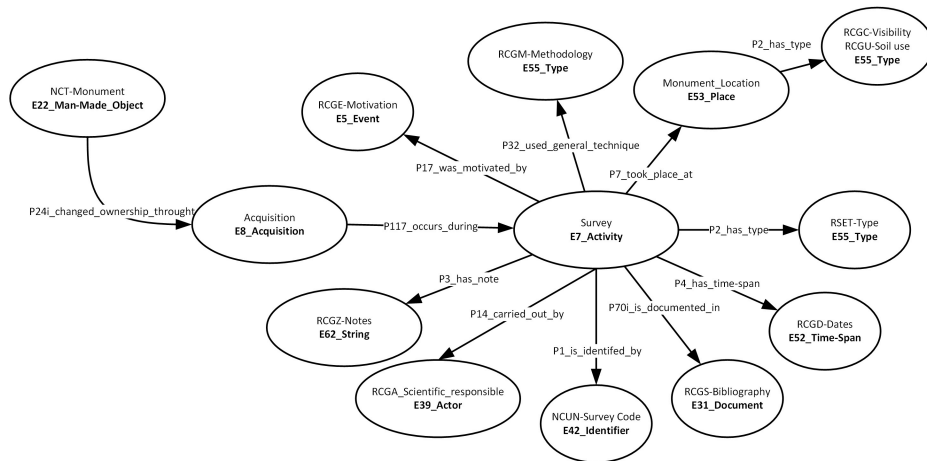 RCGC-Visibility
RCGU-Soil use
E55_Type
P2_has_type
RCGM-Methodology
E55_Type
Monument_Location
E53_Place
NCT-Monument
E22_Man-Made_Object
RCGE-Motivation
E5_Event
P32_used_general_technique
P17_was_motivated_by
P7_took_place_at
P24i_changed_ownership_throught
Acquisition
E8_Acquisition
P117_occurs_during
Survey
E7_Activity
P2_has_type
RSET-Type
E55_Type
P3_has_note
P4_has_time-span
P14_carried_out_by
P70i_is_documented_in
RCGZ-Notes
E62_String
RCGD-Dates
E52_Time-Span
P1_is_identifed_by
RCGA_Scientific_responsible
E39_Actor
RCGS-Bibliography
E31_Document
NCUN-Survey Code
E42_Identifier